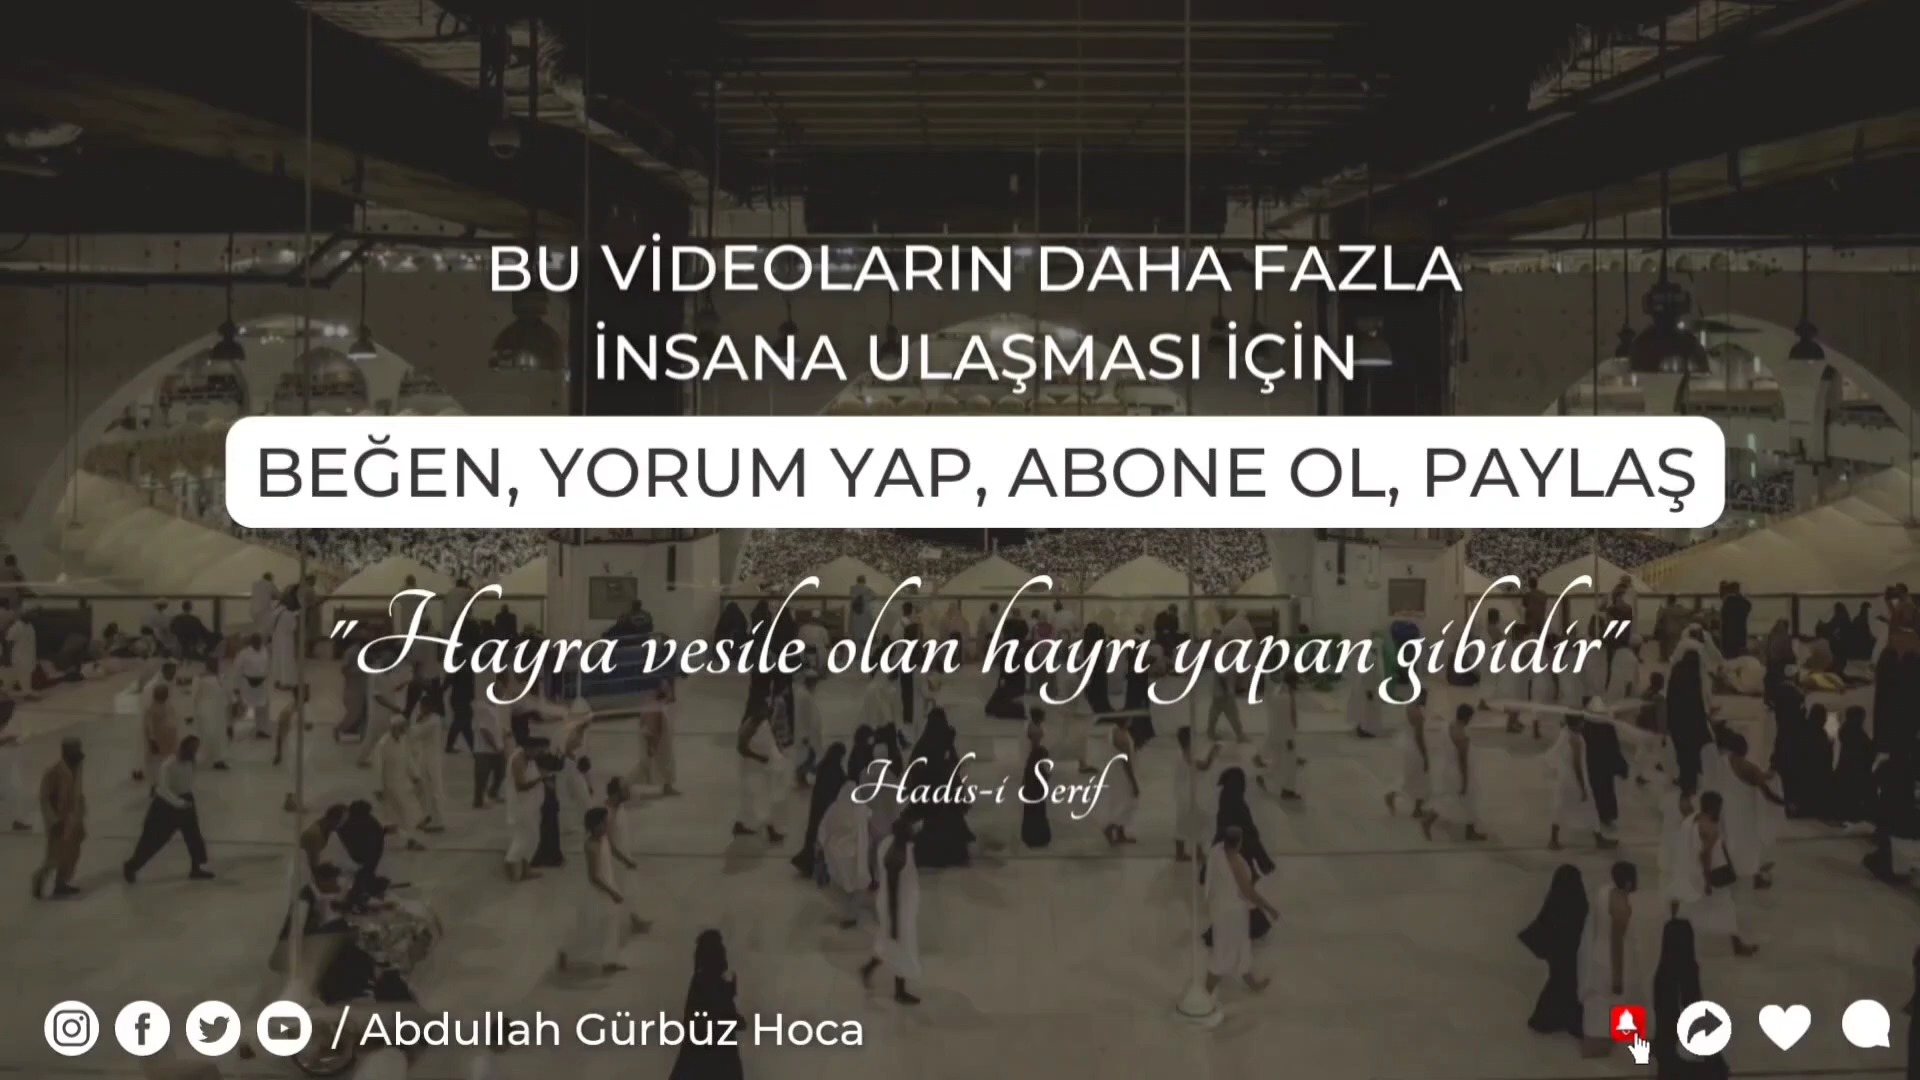 BU VİDEOLARIN DAHA FAZLA
İNSANA ULAŞMASI İÇİN
BEĞEN, YORUM YAP, ABONE OL, PAYLAŞ
"Hayra vesile olan hayrı yapan gibidir"
Hadis-i Serif
/ Abdullah Gürbüz Hoca